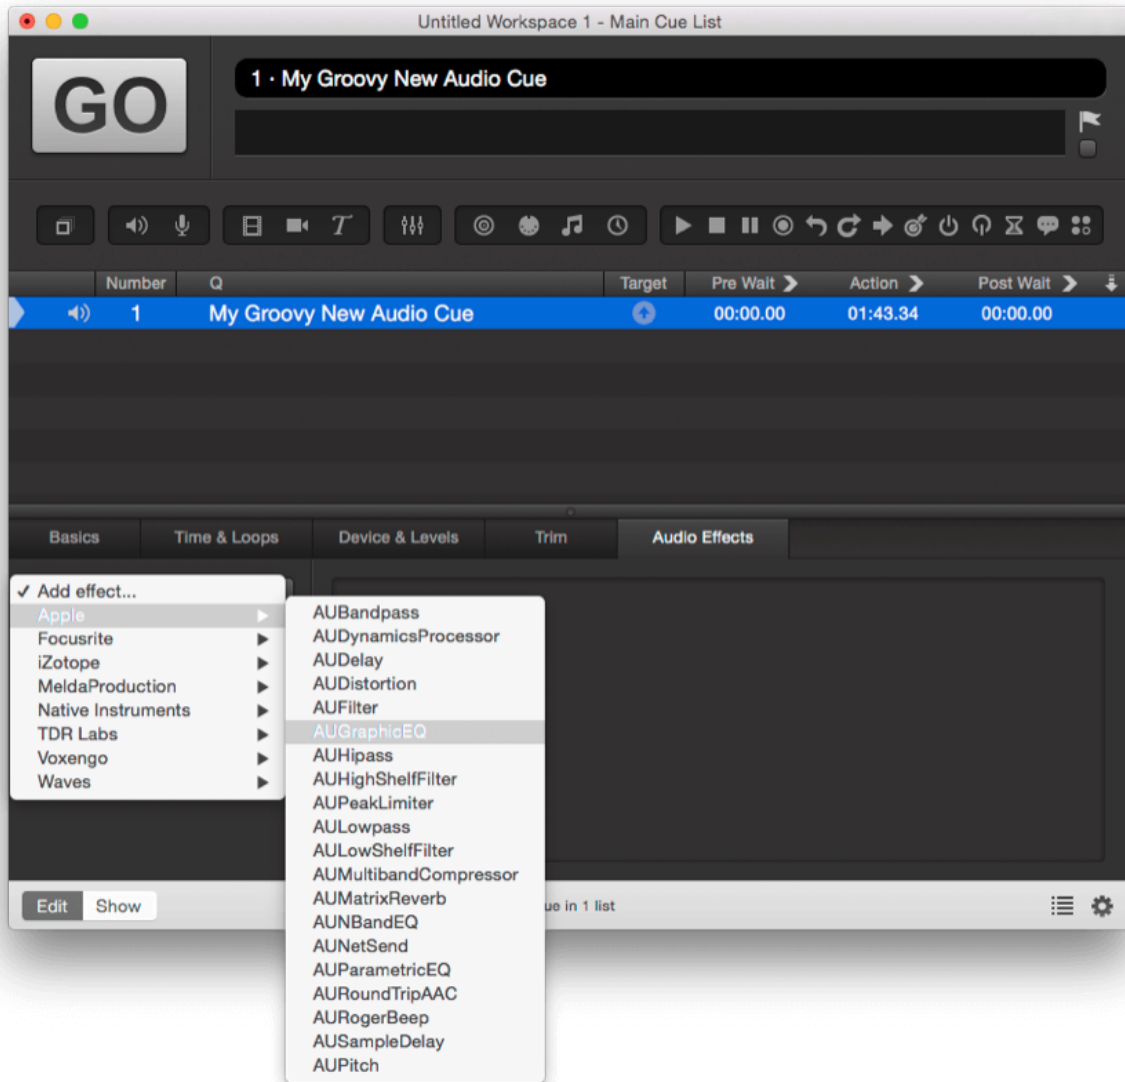 Untitled Workspace 1 - Main Cue List
GO
1 · My Groovy New Audio Cue
T
Number Q Target Pre Wait Action Post Wait
1 My Groovy New Audio Cue 00:00.00 01:43.34 00:00.00
Basics Time & Loops Device & Levels Trim Audio Effects
✓ Add effect...
Apple
Focusrite
iZotope
MeldaProduction
Native Instruments
TDR Labs
Voxengo
Waves
AUBandpass
AUDynamicsProcessor
AUDelay
AUDistortion
AUFilter
AUGraphicEQ
AUHipass
AUHighShelfFilter
AUPeakLimiter
AULowpass
AULowShelfFilter
AUMultibandCompressor
AUMatrixReverb
AUNBandEQ
AUNetSend
AUParametricEQ
AURoundTripAAC
AURogerBeep
AUSampleDelay
AUPitch
Edit Show ue in 1 list